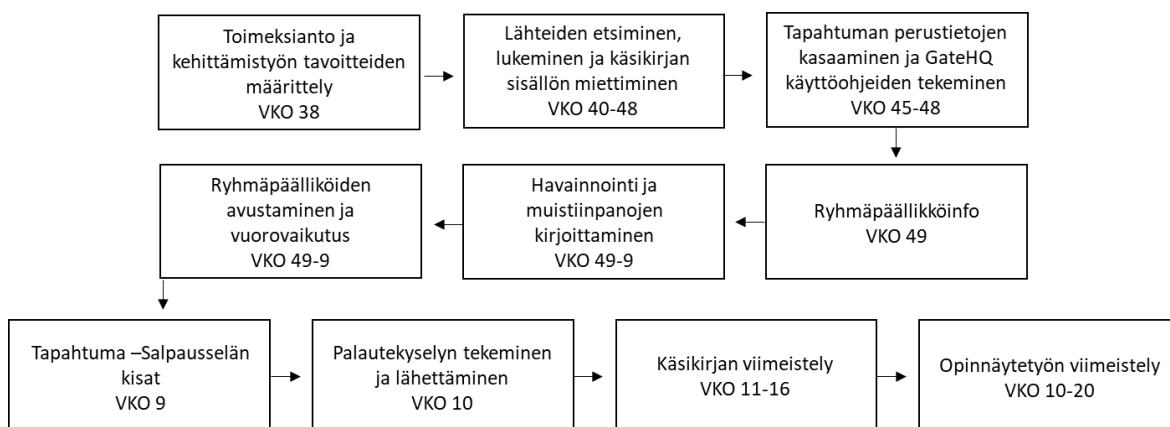 Toimeksianto ja
kehittämistyön tavoitteiden
määrittely
VKO 38
Lähteiden etsiminen,
lukeminen ja käsikirjan
sisällön miettiminen
VKO 40-48
Tapahtuman perustietojen
kasaaminen ja GateHQ
käyttöohjeiden tekeminen
VKO 45-48
Ryhmäpäällikköinfo
VKO 49
Havainnointi ja
muistiinpanojen
kirjoittaminen
VKO 49-9
Ryhmäpäälliköiden
avustaminen ja
vuorovaikutus
VKO 49-9
Tapahtuma –Salpausselän
kisat
VKO 9
Palautekyselyn tekeminen
ja lähettäminen
VKO 10
Käsikirjan viimeistely
VKO 11-16
Opinnäytetyön viimeistely
VKO 10-20